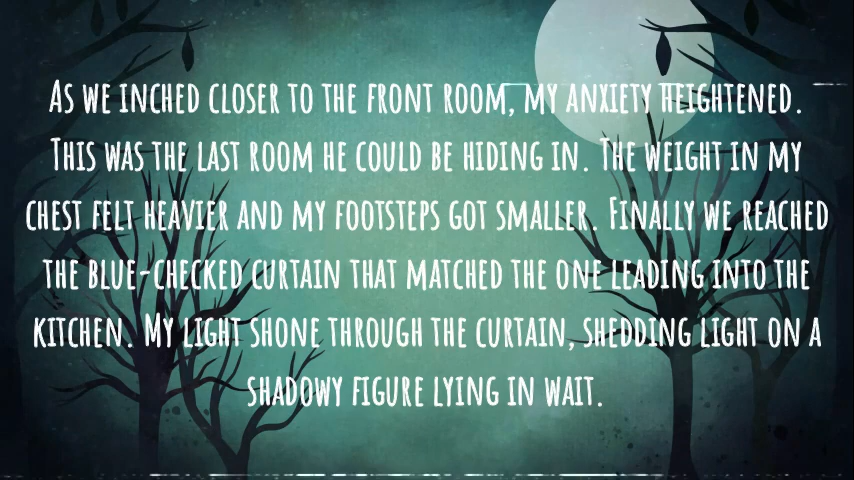 As we inched closer to the front room, my anxiety heightened.
This was the last room he could be hiding in. The weight in my
chest felt heavier and my footsteps got smaller. Finally we reached
the blue-checked curtain that matched the one leading into the
kitchen. My light shone through the curtain, shedding light on a
shadowy figure lying in wait.